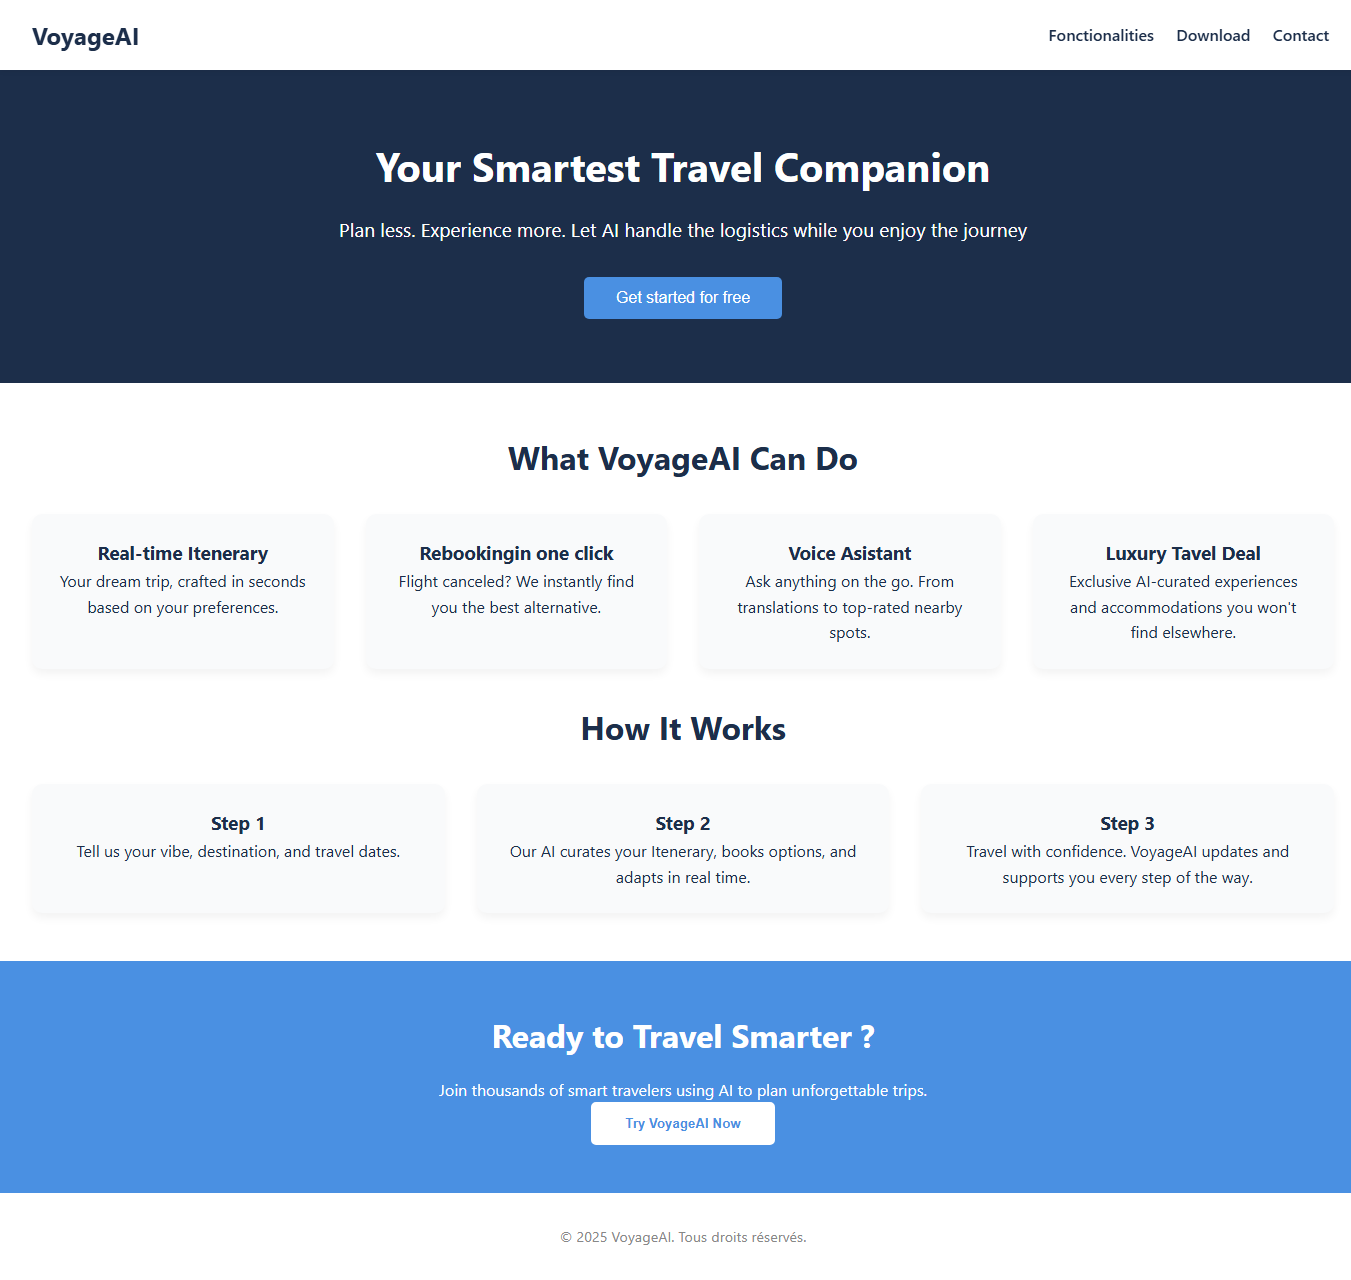 VoyageAI
Fonctionalities Download Contact
Your Smartest Travel Companion
Plan less. Experience more. Let AI handle the logistics while you enjoy the journey
Get started for free
What VoyageAI Can Do
Real-time Itenerary
Your dream trip, crafted in seconds
based on your preferences.
Rebookingin one click
Flight canceled? We instantly find
you the best alternative.
Voice Asistant
Ask anything on the go. From
translations to top-rated nearby
spots.
Luxury Tavel Deal
Exclusive AI-curated experiences
and accommodations you won't
find elsewhere.
How It Works
Step 1
Tell us your vibe, destination, and travel dates.
Step 2
Our AI curates your Itenerary, books options, and
adapts in real time.
Step 3
Travel with confidence. VoyageAI updates and
supports you every step of the way.
Ready to Travel Smarter ?
Join thousands of smart travelers using AI to plan unforgettable trips.
Try VoyageAI Now
© 2025 VoyageAI. Tous droits réservés.